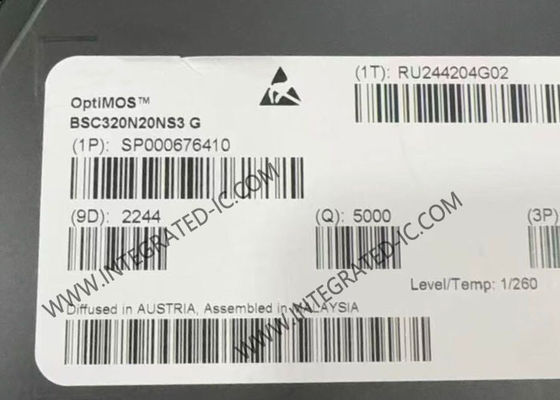 (1T): RU244204G02
OptiMOS™
BSC320N20NS3 G
(1P): SP000676410
(9D): 2244
(Q): 5000
(3P)
Level/Temp: 1/260
Diffused in AUSTRIA, Assembled in MALAYSIA
WWW.INTEGRATED-IC.COM
WWW.INTEGRATED-IC.COM